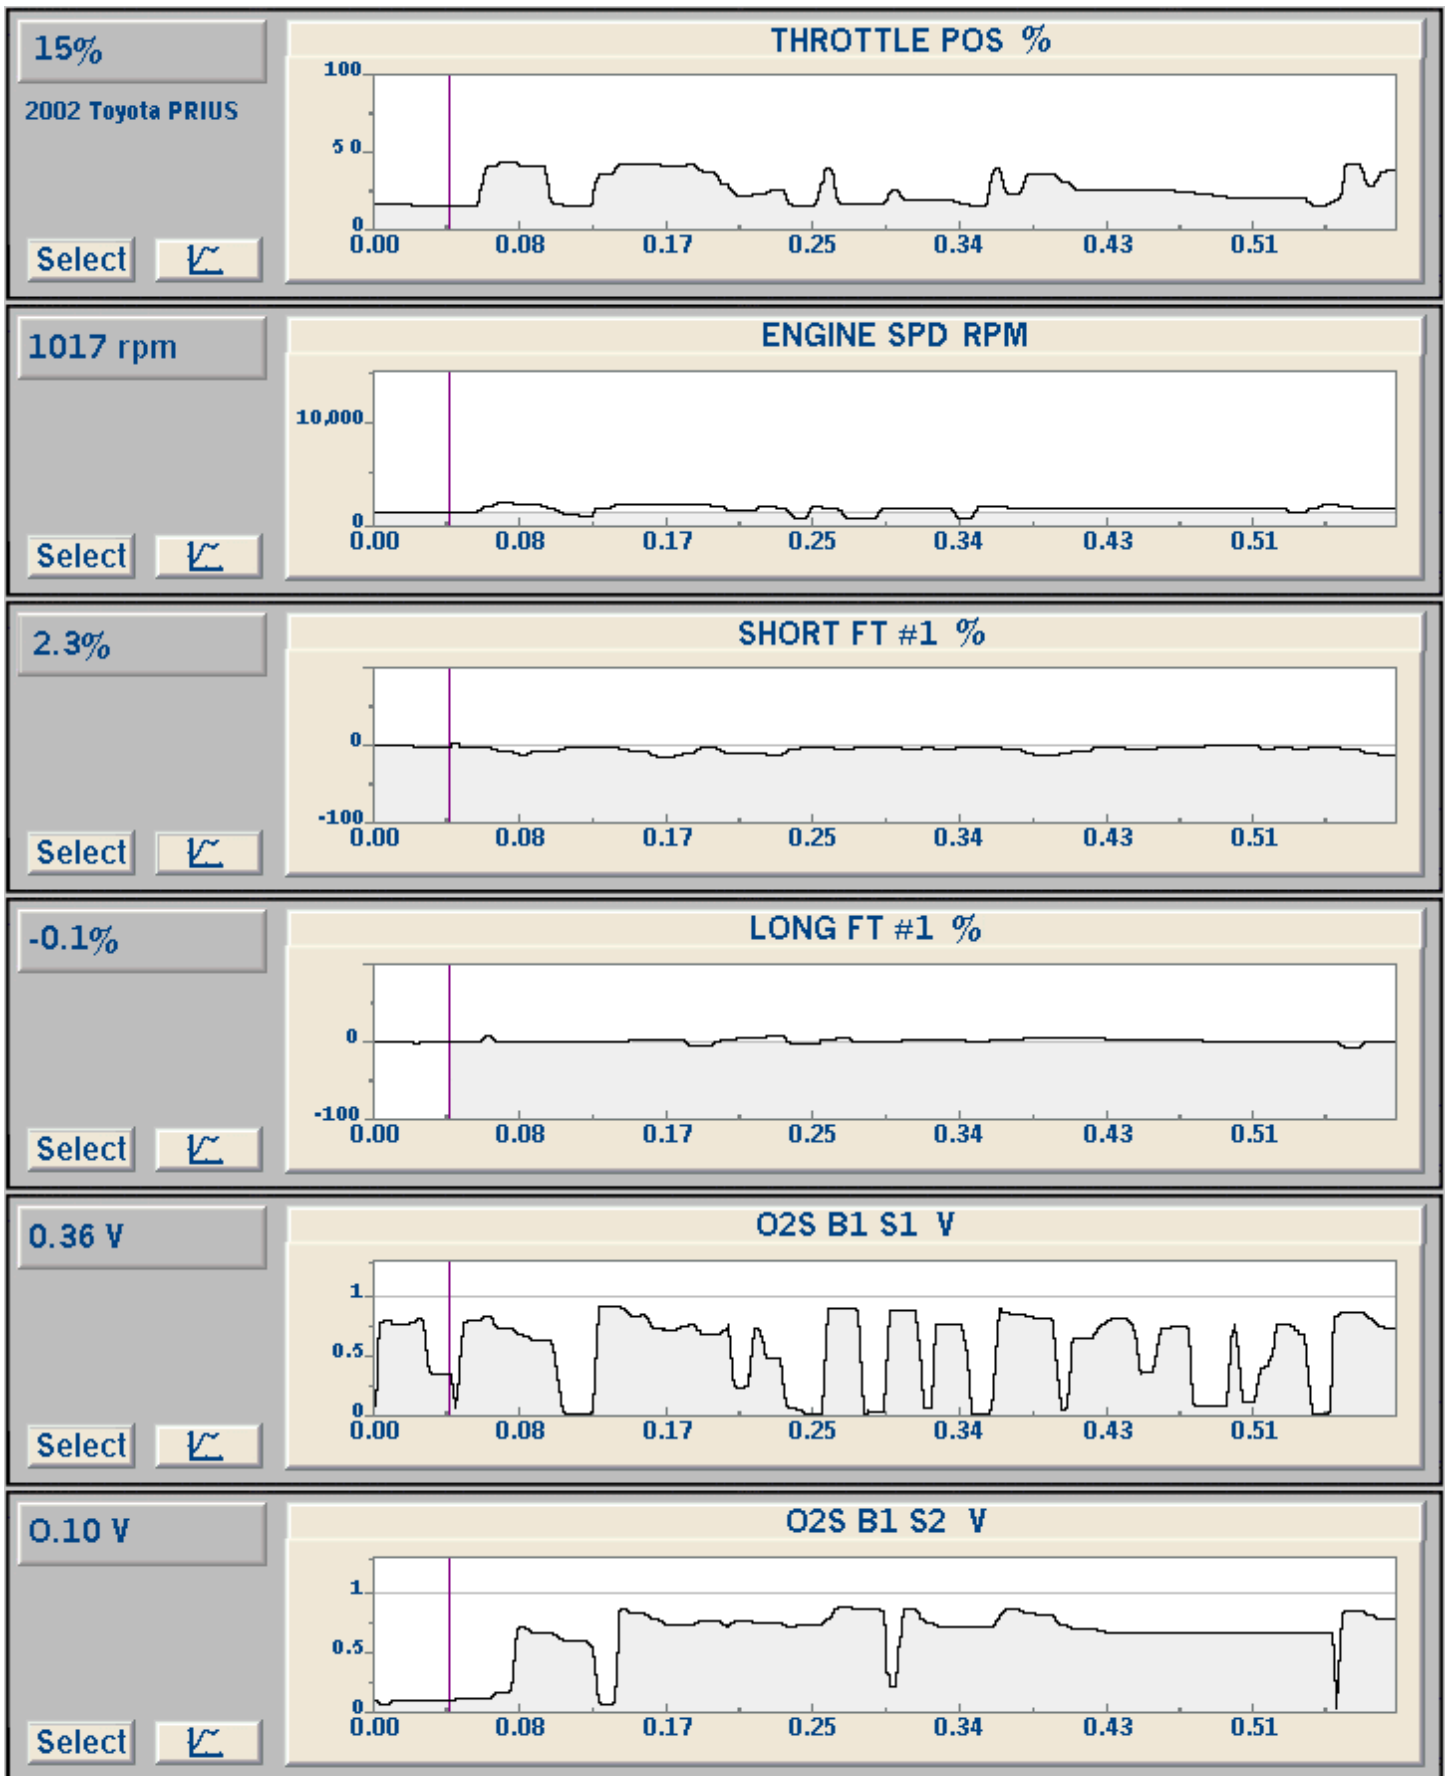 15%
THROTTLE POS %
2002 Toyota PRIUS
100
50
0
0.00 0.08 0.17 0.25 0.34 0.43 0.51
Select
1017 rpm
ENGINE SPD RPM
10,000
0
0.00 0.08 0.17 0.25 0.34 0.43 0.51
Select
2.3%
SHORT FT #1 %
0
-100
0.00 0.08 0.17 0.25 0.34 0.43 0.51
Select
-0.1%
LONG FT #1 %
0
-100
0.00 0.08 0.17 0.25 0.34 0.43 0.51
Select
0.36 V
O2S B1 S1 V
1
0.5
0
0.00 0.08 0.17 0.25 0.34 0.43 0.51
Select
0.10 V
O2S B1 S2 V
1
0.5
0
0.00 0.08 0.17 0.25 0.34 0.43 0.51
Select